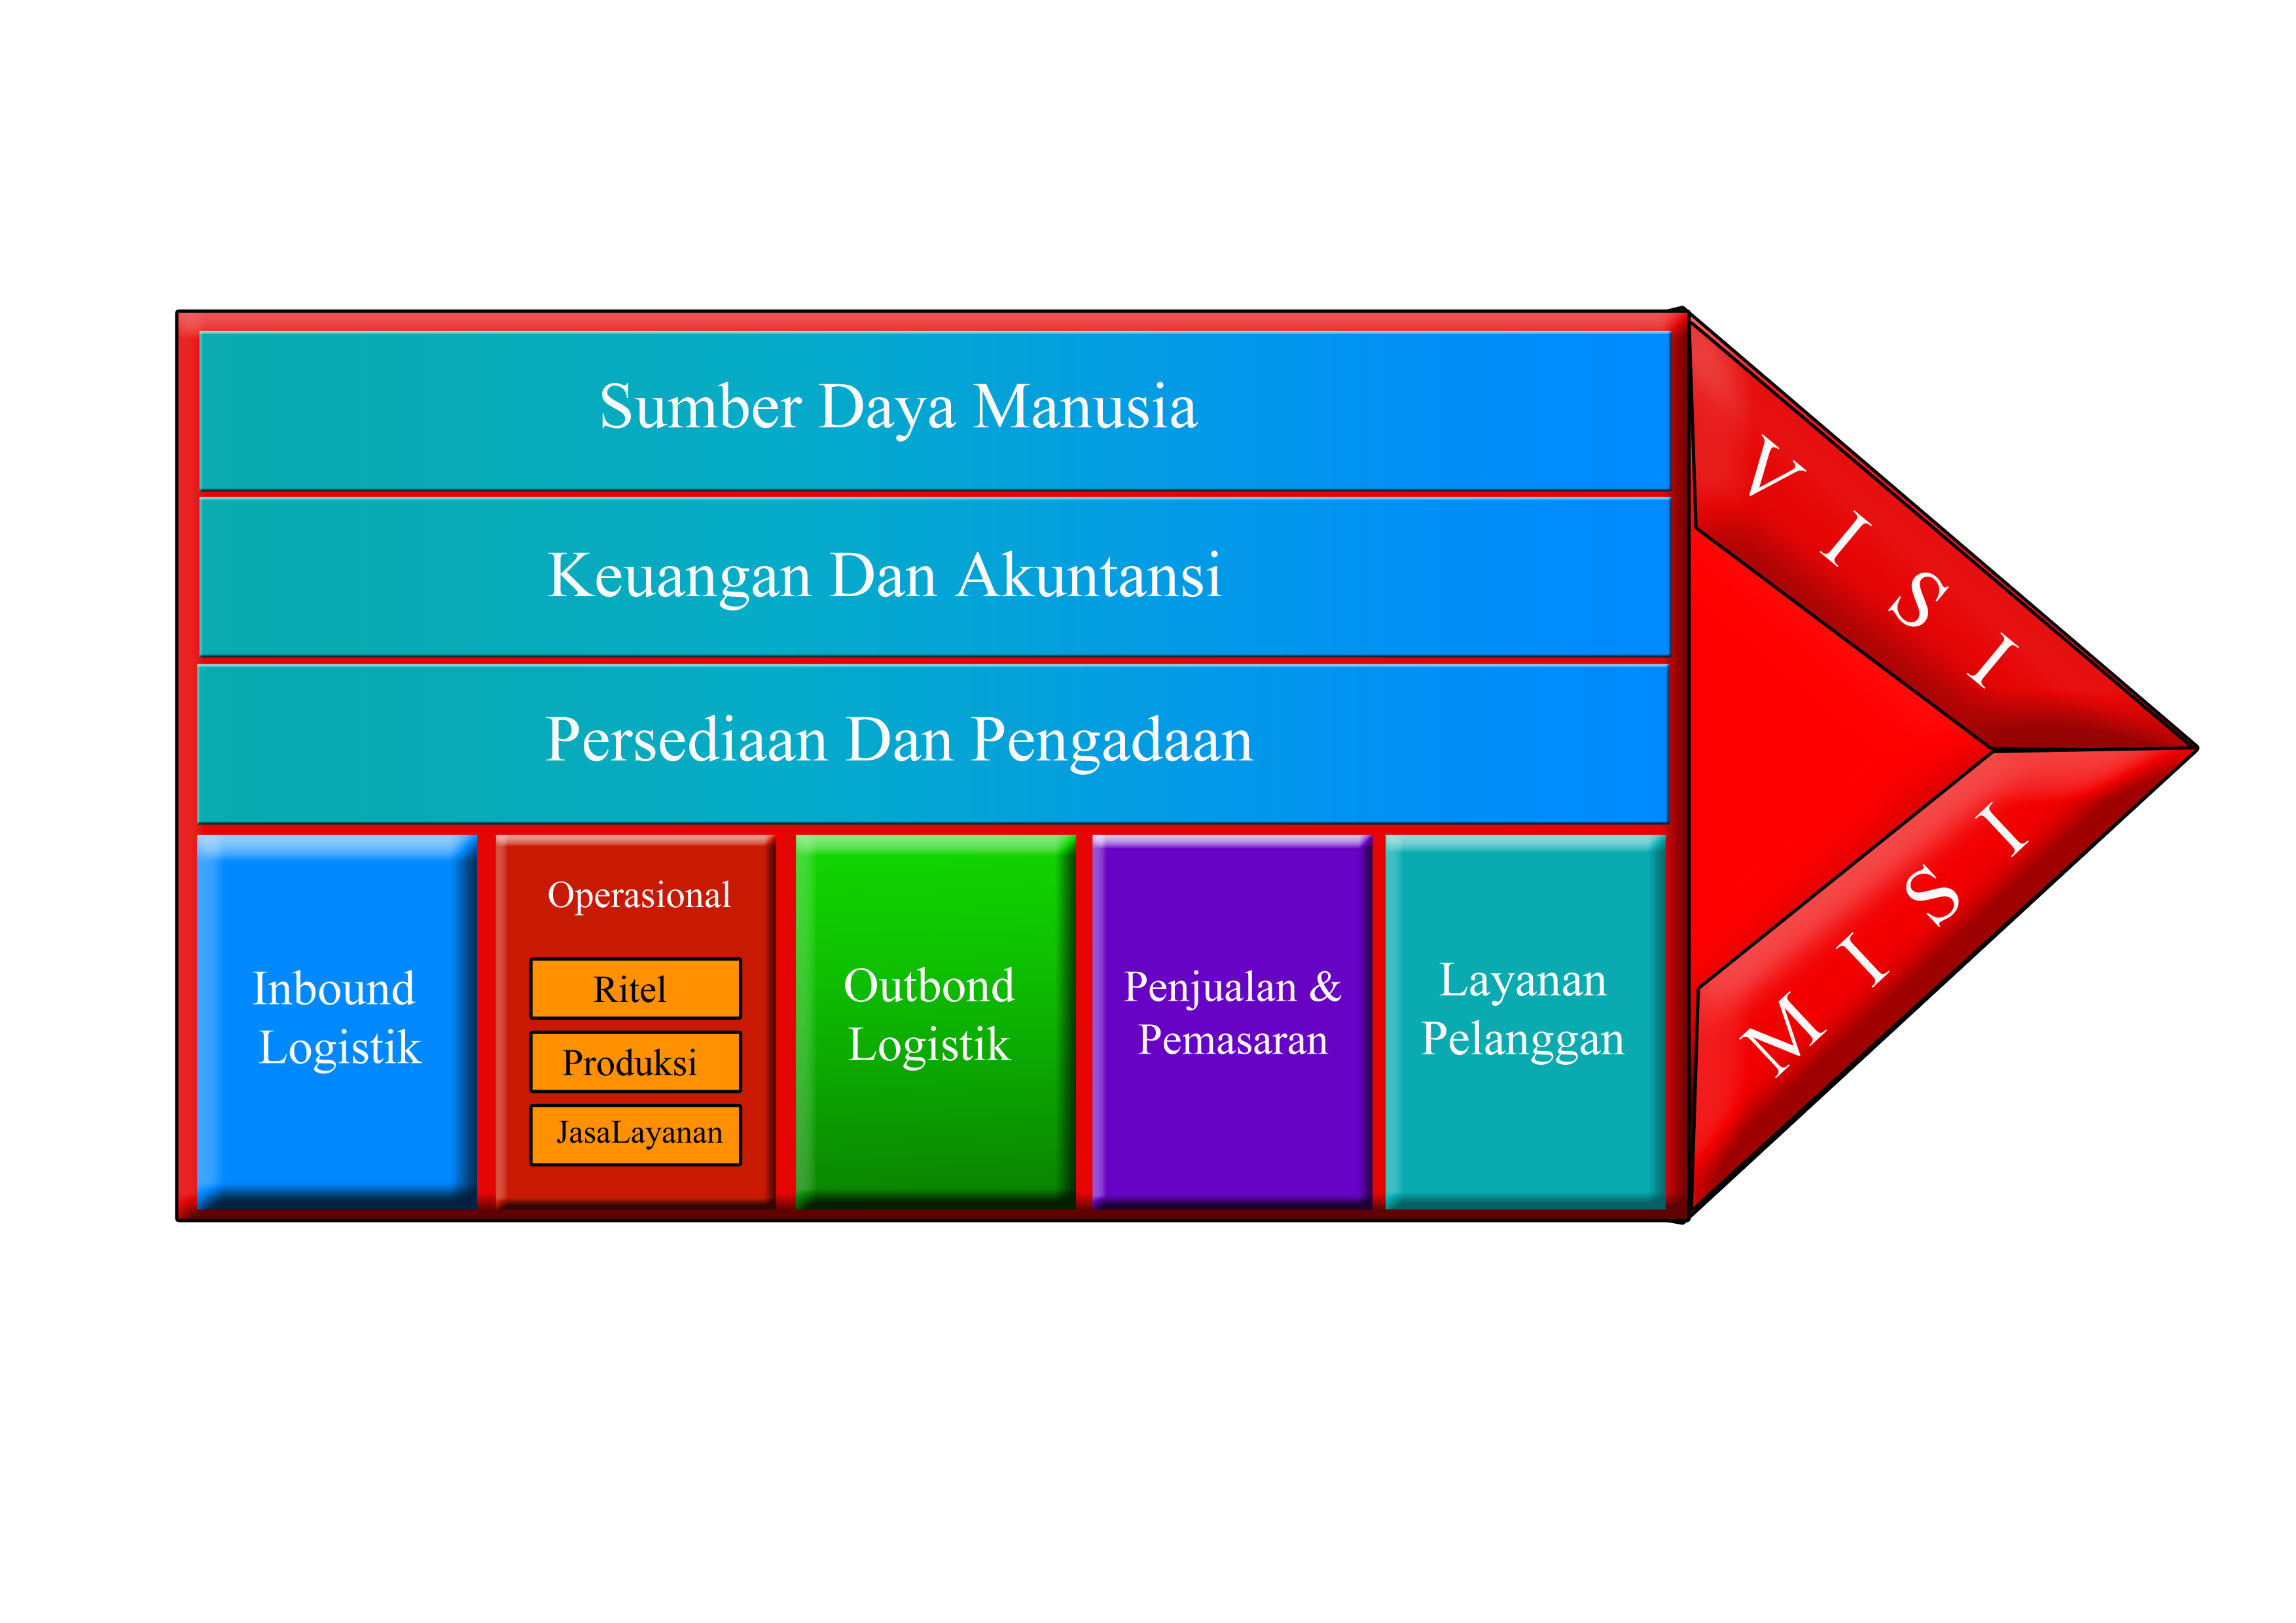 Sumber Daya Manusia
Keuangan Dan Akuntansi
Persediaan Dan Pengadaan
Inbound
Logistik
Operasional
Ritel
Produksi
JasaLayanan
Outbond
Logistik
Penjualan &
Pemasaran
Layanan
Pelanggan
VISI
MISI